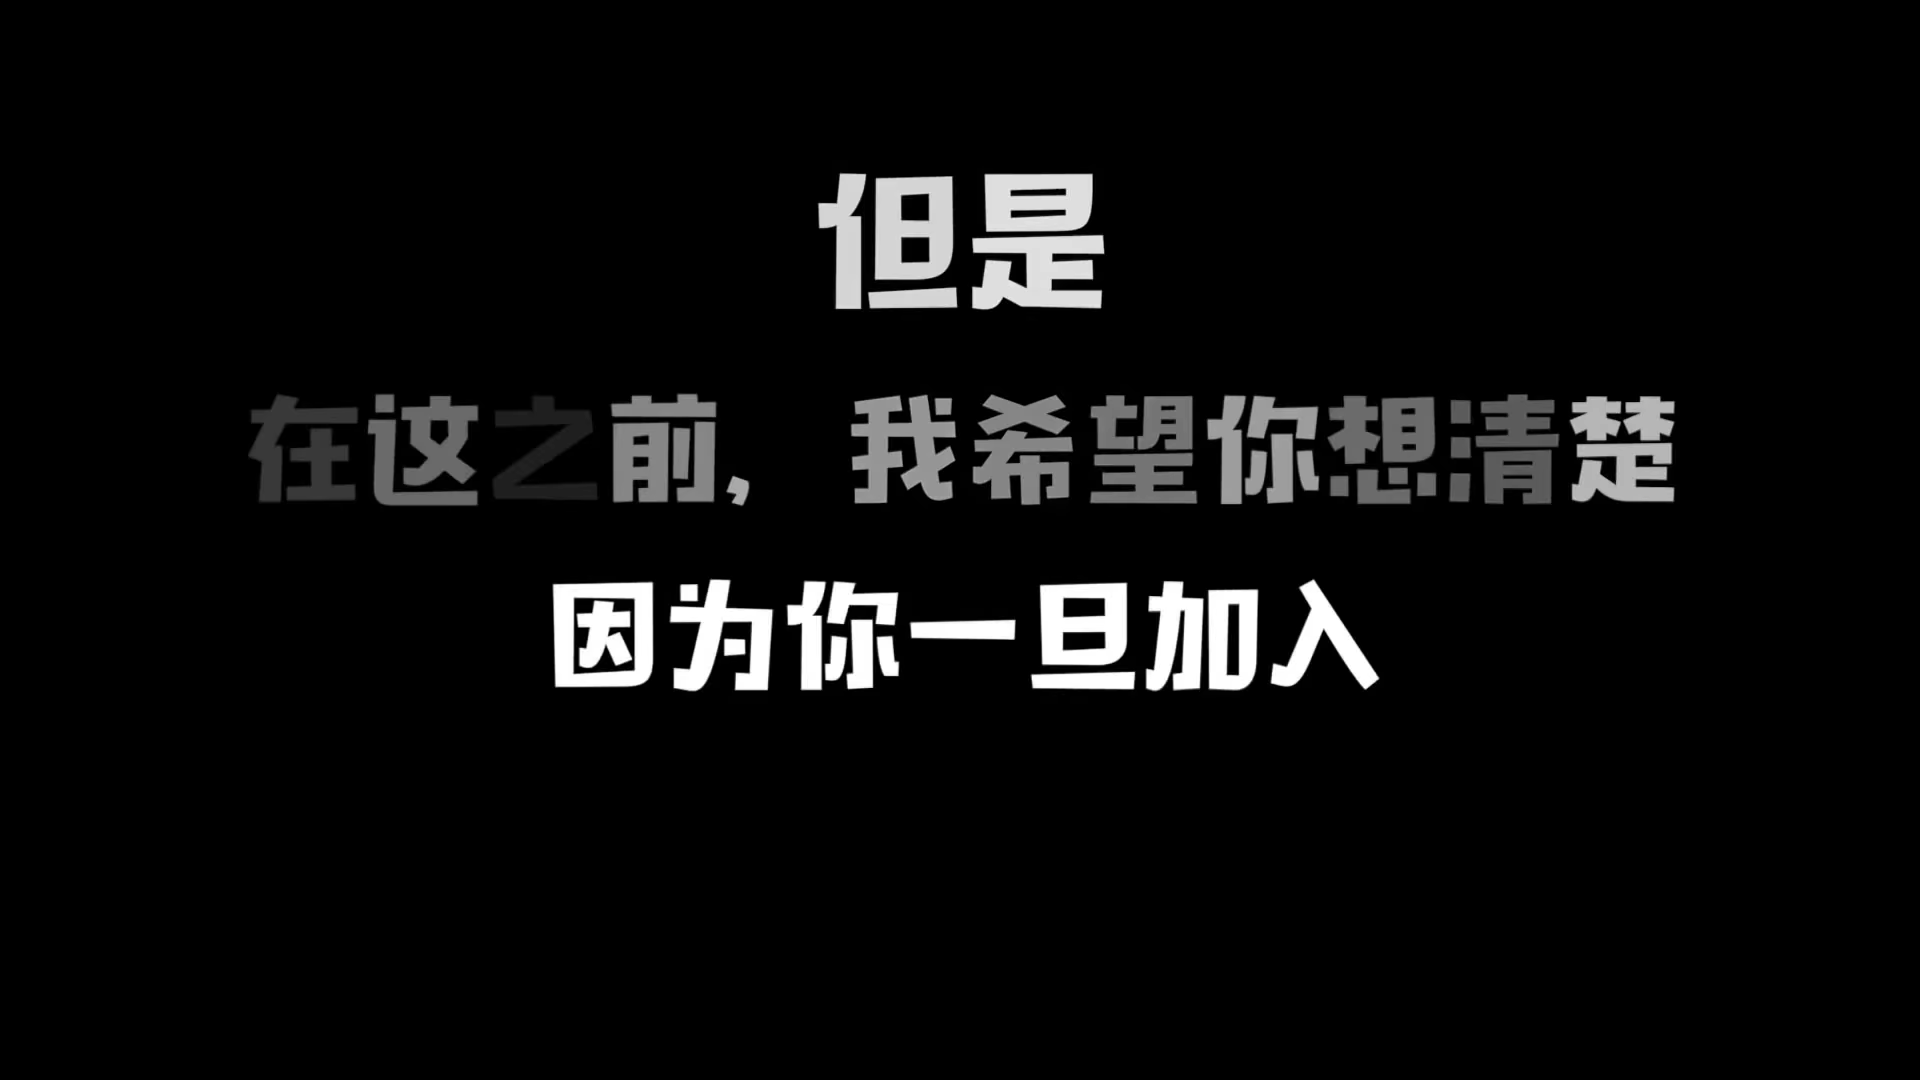 但是
在这之前，我希望你想清楚
因为你一旦加入